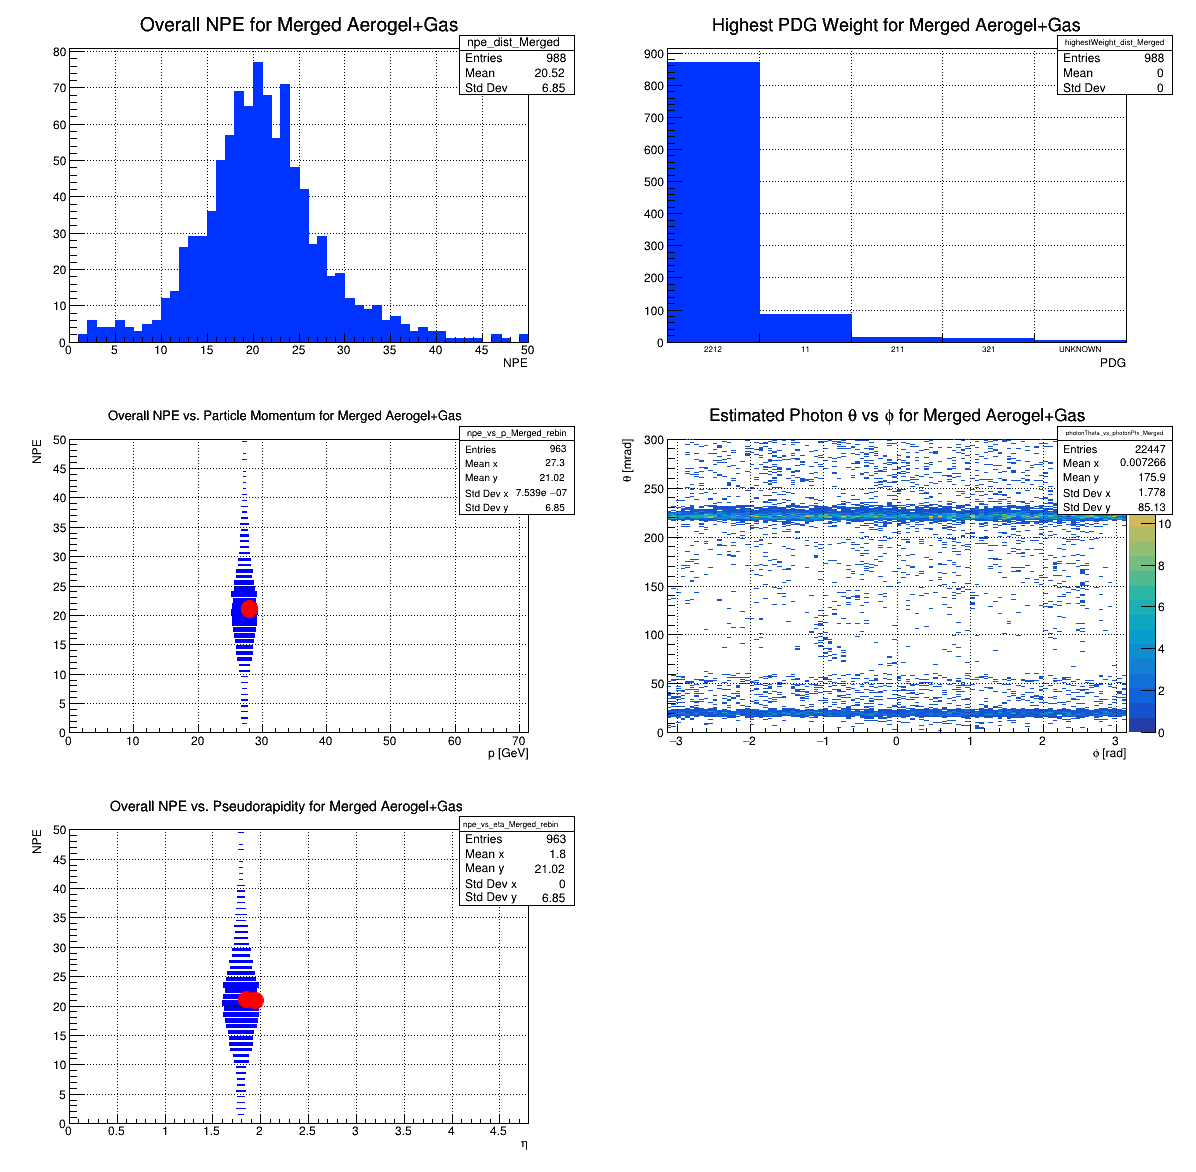 Overall NPE for Merged Aerogel+Gas
npe_dist_Merged
Entries 988
Mean 20.52
Std Dev 6.85
80
70
60
50
40
30
20
10
0
0 5 10 15 20 25 30 35 40 45 50
NPE
Highest PDG Weight for Merged Aerogel+Gas
highestWeight_dist_Merged
Entries 988
Mean 0
Std Dev 0
900
800
700
600
500
400
300
200
100
0
2212 11 211 321 UNKNOWN
PDG
Overall NPE vs. Particle Momentum for Merged Aerogel+Gas
npe_vs_p_Merged_rebin
Entries 963
Mean x 27.3
Mean y 21.02
Std Dev x 7.539e −07
Std Dev y 6.85
NPE
50
45
40
35
30
25
20
15
10
5
0
0 10 20 30 40 50 60 70
p [GeV]
Estimated Photon θ vs ϕ for Merged Aerogel+Gas
photonTheta_vs_photonPhi_Merged
Entries 22447
Mean x 0.007266
Mean y 175.9
Std Dev x 1.778
Std Dev y 85.13
θ [mrad]
300
250
200
150
100
50
0
−3 −2 −1 0 1 2 3
ϕ [rad]
10
8
6
4
2
0
Overall NPE vs. Pseudorapidity for Merged Aerogel+Gas
npe_vs_eta_Merged_rebin
Entries 963
Mean x 1.8
Mean y 21.02
Std Dev x 0
Std Dev y 6.85
NPE
50
45
40
35
30
25
20
15
10
5
0
0 0.5 1 1.5 2 2.5 3 3.5 4 4.5
η